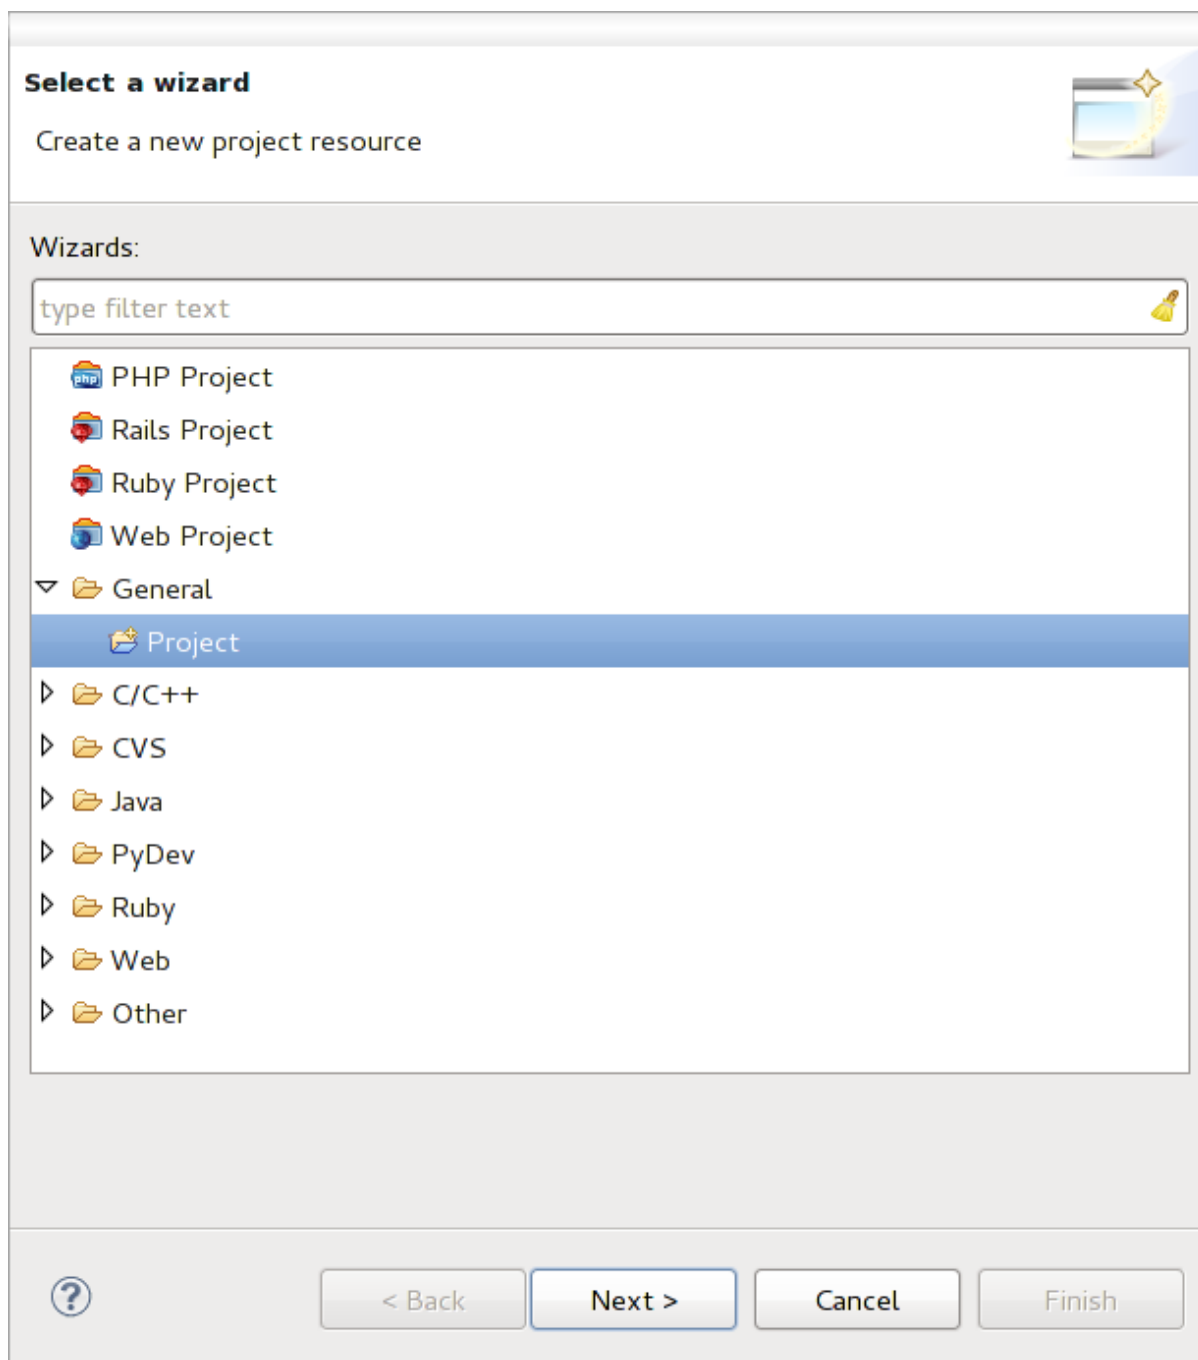 Select a wizard
Create a new project resource
Wizards:
type filter text
php PHP Project
Rails Project
Ruby Project
Web Project
General
Project
C/C++
CVS
Java
PyDev
Ruby
Web
Other
? < Back Next > Cancel Finish